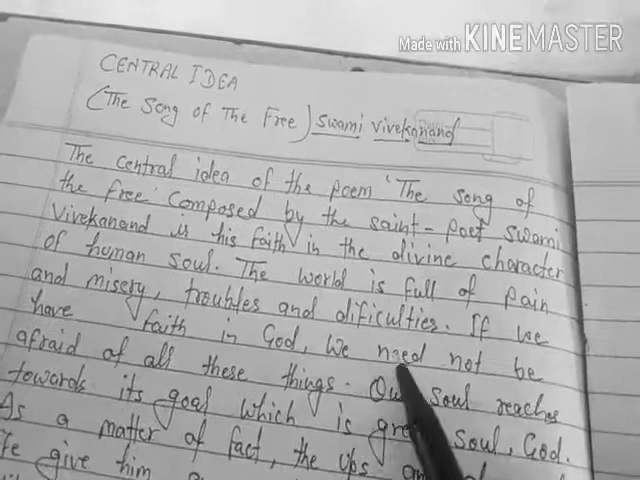 Made with KINEMASTER
CENTRAL IDEA
(The Song of The Free) Swami Vivekanand
The central idea of the poem 'The song of
the free' composed by the saint-poet Swami
Vivekanand is his faith in the divine character
of human soul. The world is full of pain
and misery, troubles and dificulties. If we
have faith in God, we need not be
afraid of all these things. Our soul reaches
towards its goal which is great soul, God.
As a matter of fact, the ups and
life give him